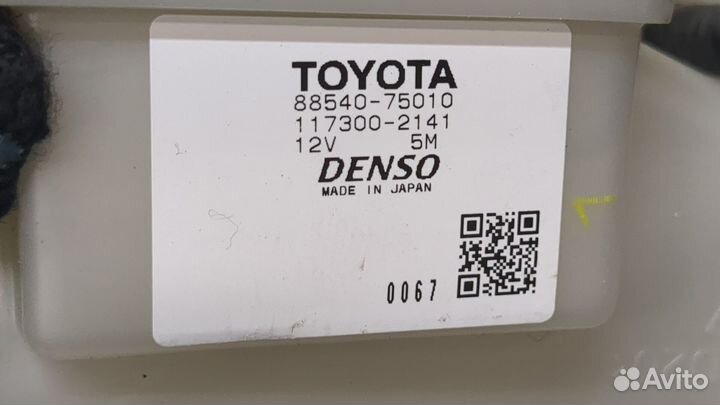 TOYOTA
88540-75010
117300-2141
12V 5M
DENSO
MADE IN JAPAN
0067
Avito